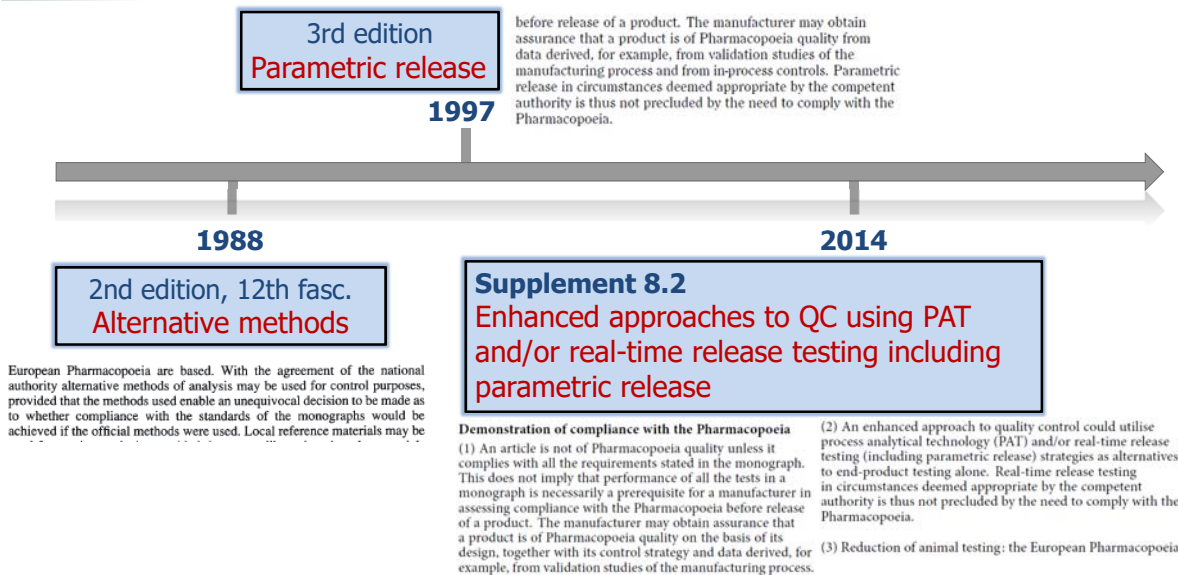 3rd edition
Parametric release
1997
before release of a product. The manufacturer may obtain
assurance that a product is of Pharmacopoeia quality from
data derived, for example, from validation studies of the
manufacturing process and from in-process controls. Parametric
release in circumstances deemed appropriate by the competent
authority is thus not precluded by the need to comply with the
Pharmacopoeia.
1988
2nd edition, 12th fasc.
Alternative methods
European Pharmacopoeia are based. With the agreement of the national
authority alternative methods of analysis may be used for control purposes,
provided that the methods used enable an unequivocal decision to be made as
to whether compliance with the standards of the monographs would be
achieved if the official methods were used. Local reference materials may be
2014
Supplement 8.2
Enhanced approaches to QC using PAT
and/or real-time release testing including
parametric release
Demonstration of compliance with the Pharmacopoeia
(1) An article is not of Pharmacopoeia quality unless it
complies with all the requirements stated in the monograph.
This does not imply that performance of all the tests in a
monograph is necessarily a prerequisite for a manufacturer in
assessing compliance with the Pharmacopoeia before release
of a product. The manufacturer may obtain assurance that
a product is of Pharmacopoeia quality on the basis of its
design, together with its control strategy and data derived, for
example, from validation studies of the manufacturing process.
(2) An enhanced approach to quality control could utilise
process analytical technology (PAT) and/or real-time release
testing (including parametric release) strategies as alternatives
to end-product testing alone. Real-time release testing
in circumstances deemed appropriate by the competent
authority is thus not precluded by the need to comply with the
Pharmacopoeia.
(3) Reduction of animal testing: the European Pharmacopoeia